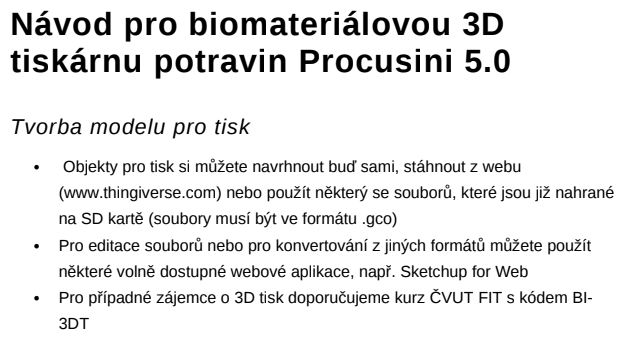 Návod pro biomateriálovou 3D
tiskárnu potravin Procusini 5.0
Tvorba modelu pro tisk
• Objekty pro tisk si můžete navrhnout buď sami, stáhnout z webu
(www.thingiverse.com) nebo použít některý se souborů, které jsou již nahrané
na SD kartě (soubory musí být ve formátu .gco)
• Pro editace souborů nebo pro konvertování z jiných formátů můžete použít
některé volně dostupné webové aplikace, např. Sketchup for Web
• Pro případné zájemce o 3D tisk doporučujeme kurz ČVUT FIT s kódem BI-
3DT